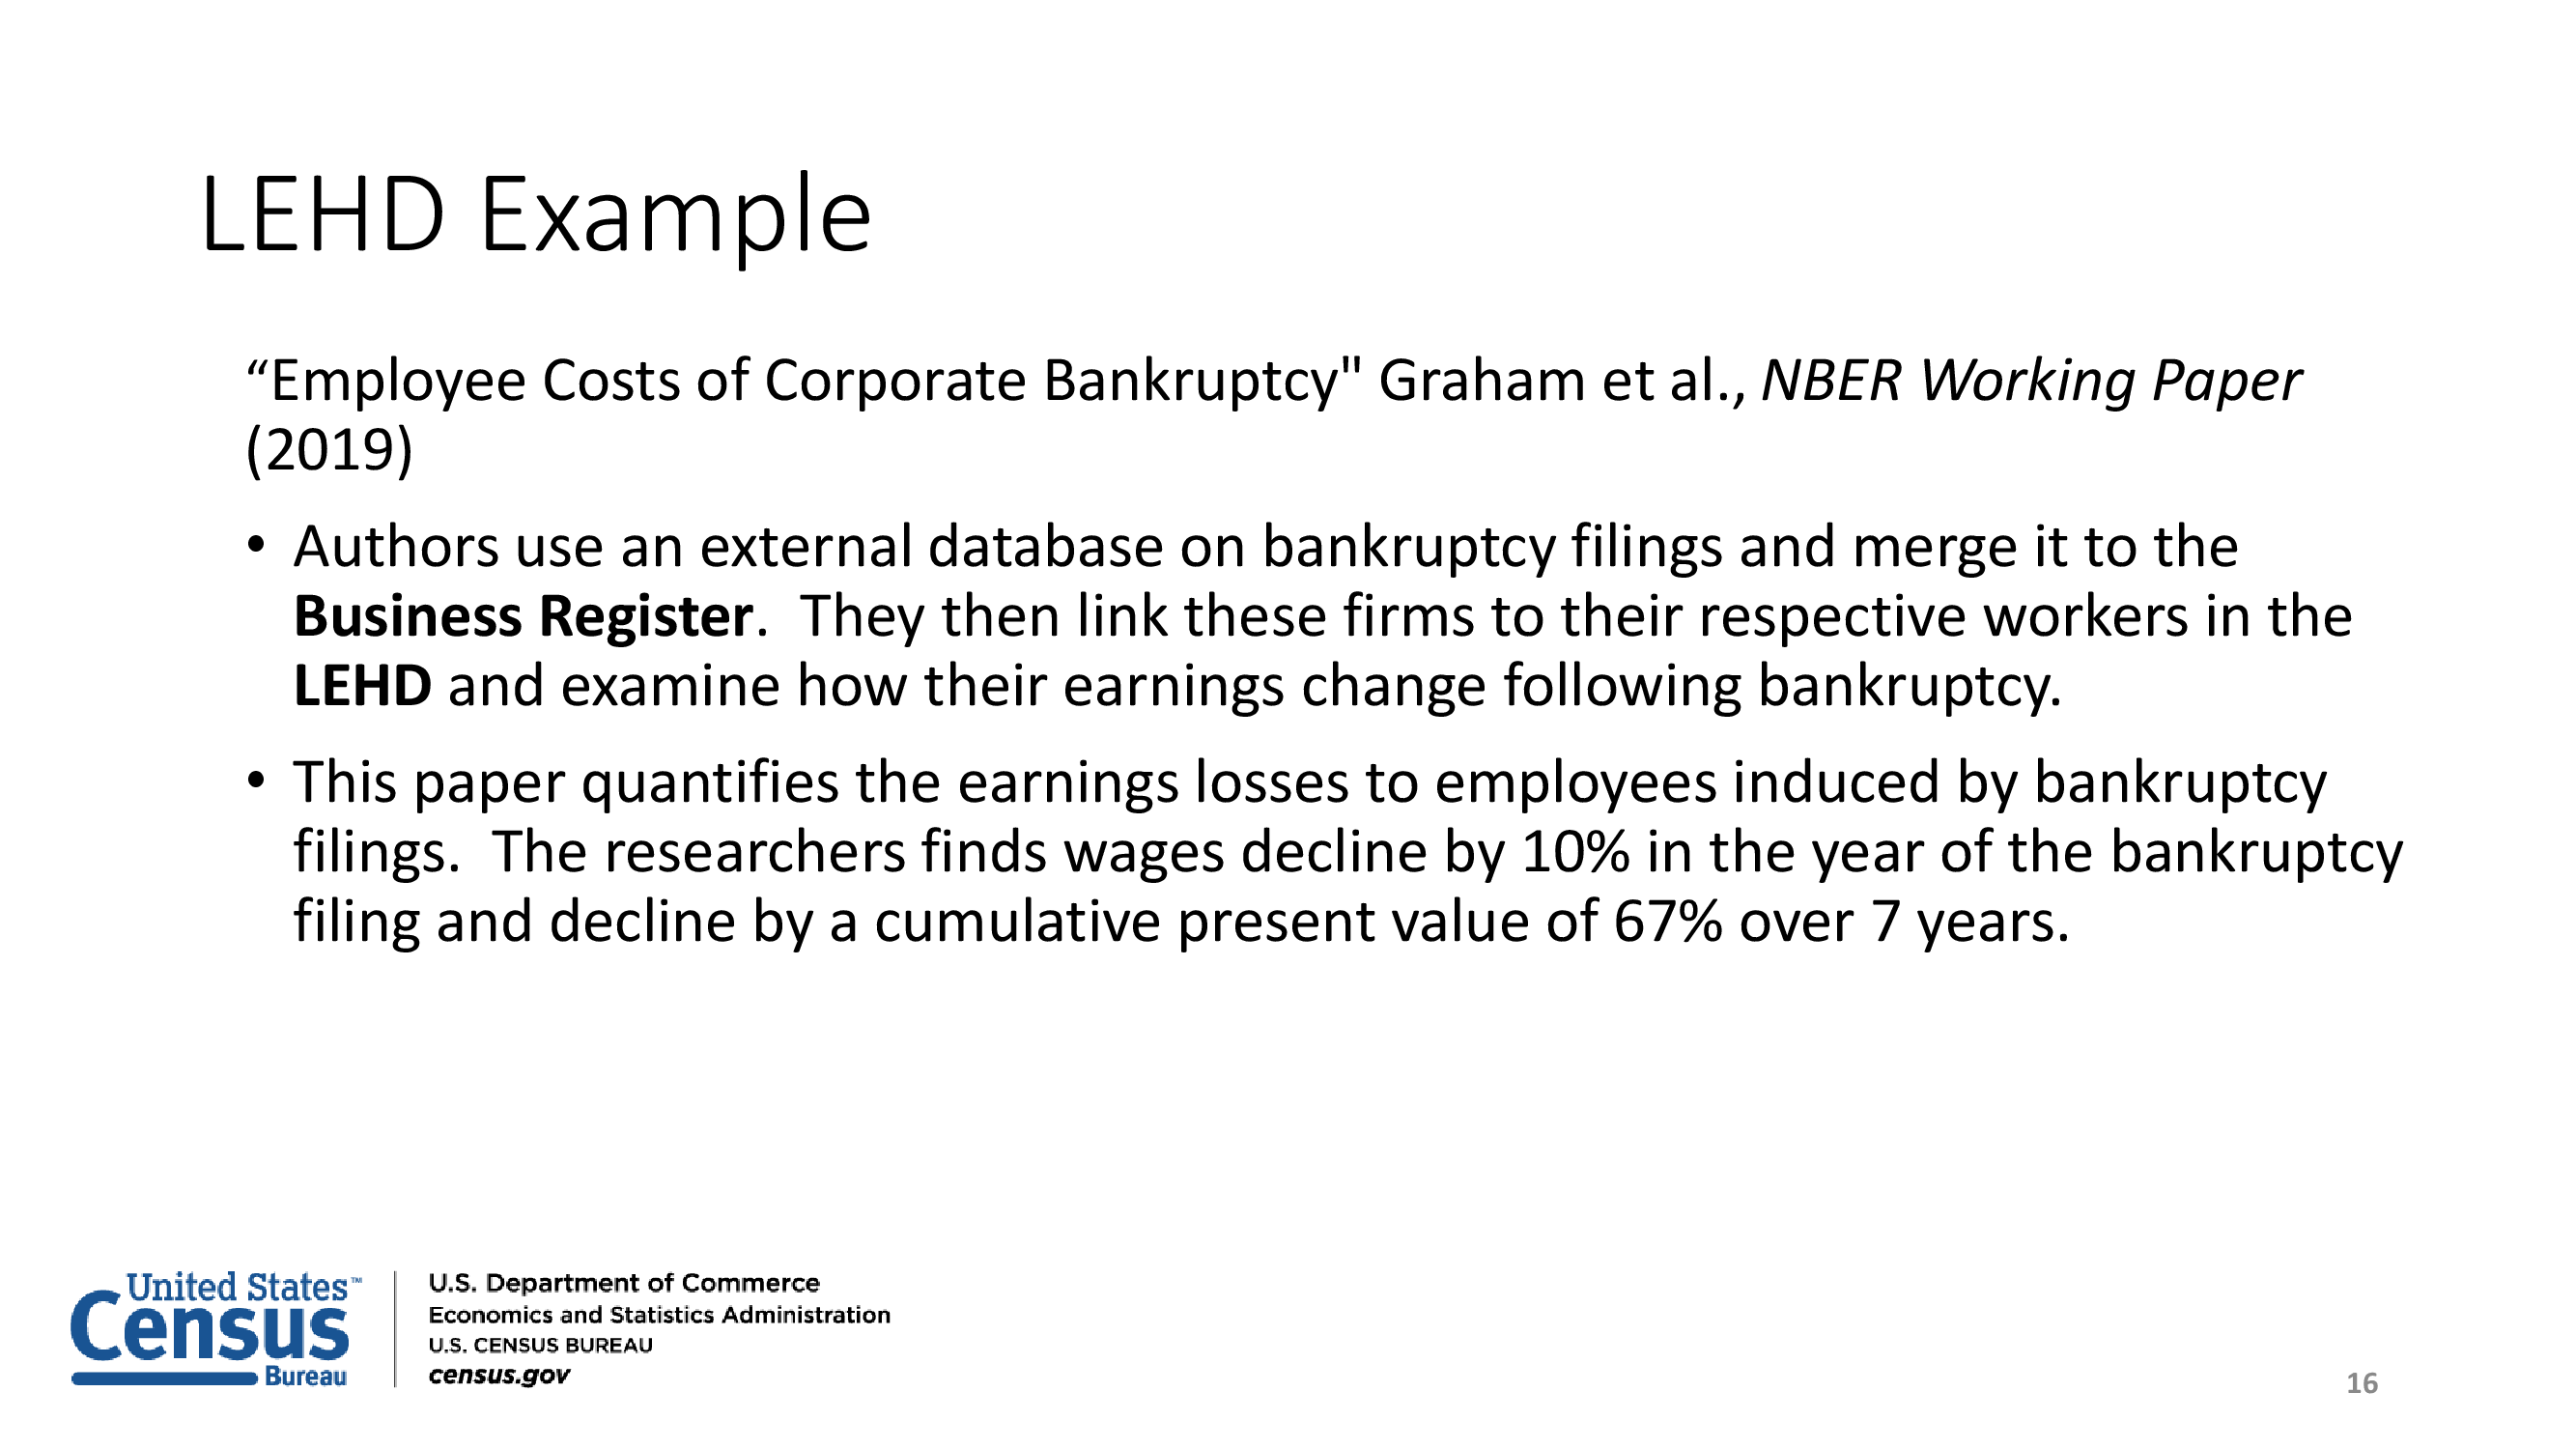 LEHD Example
“Employee Costs of Corporate Bankruptcy" Graham et al., NBER Working Paper
(2019)
• Authors use an external database on bankruptcy filings and merge it to the
Business Register.  They then link these firms to their respective workers in the
LEHD and examine how their earnings change following bankruptcy.
• This paper quantifies the earnings losses to employees induced by bankruptcy
filings.  The researchers finds wages decline by 10% in the year of the bankruptcy
filing and decline by a cumulative present value of 67% over 7 years.
United States™
Census
Bureau
U.S. Department of Commerce
Economics and Statistics Administration
U.S. CENSUS BUREAU
census.gov
16